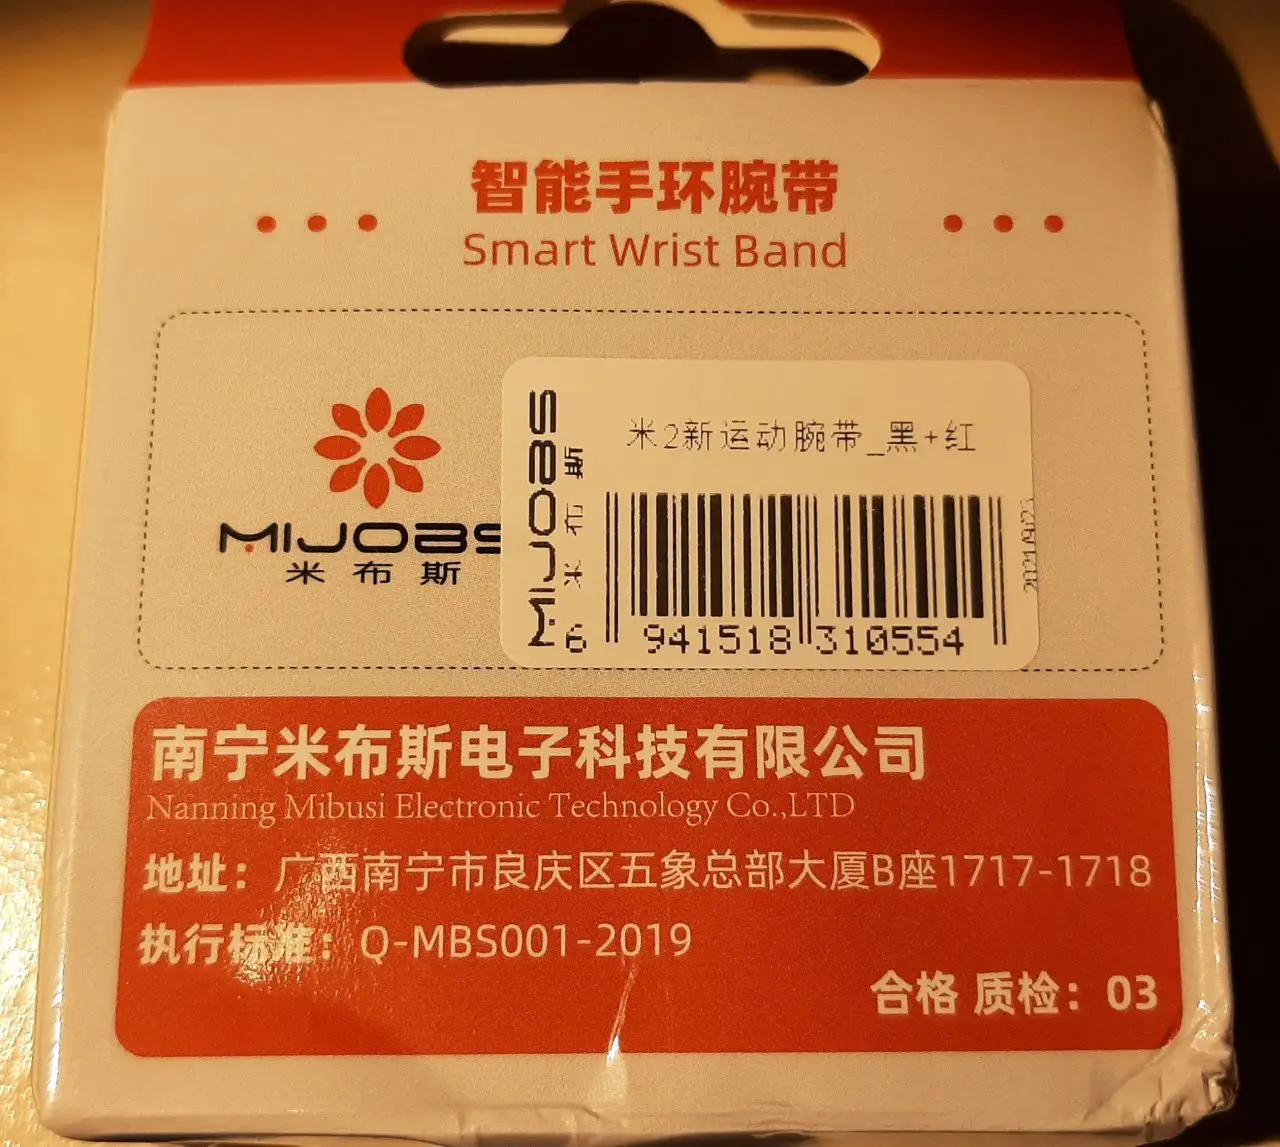 智能手环腕带
Smart Wrist Band
MIJOBS
米布斯
MIJOBS
米布斯
米2新运动腕带_黑+红
6 941518 310554
南宁米布斯电子科技有限公司
Nanning Mibusi Electronic Technology Co.,LTD
地址：广西南宁市良庆区五象总部大厦B座1717-1718
执行标准：Q-MBS001-2019
合格 质检：03